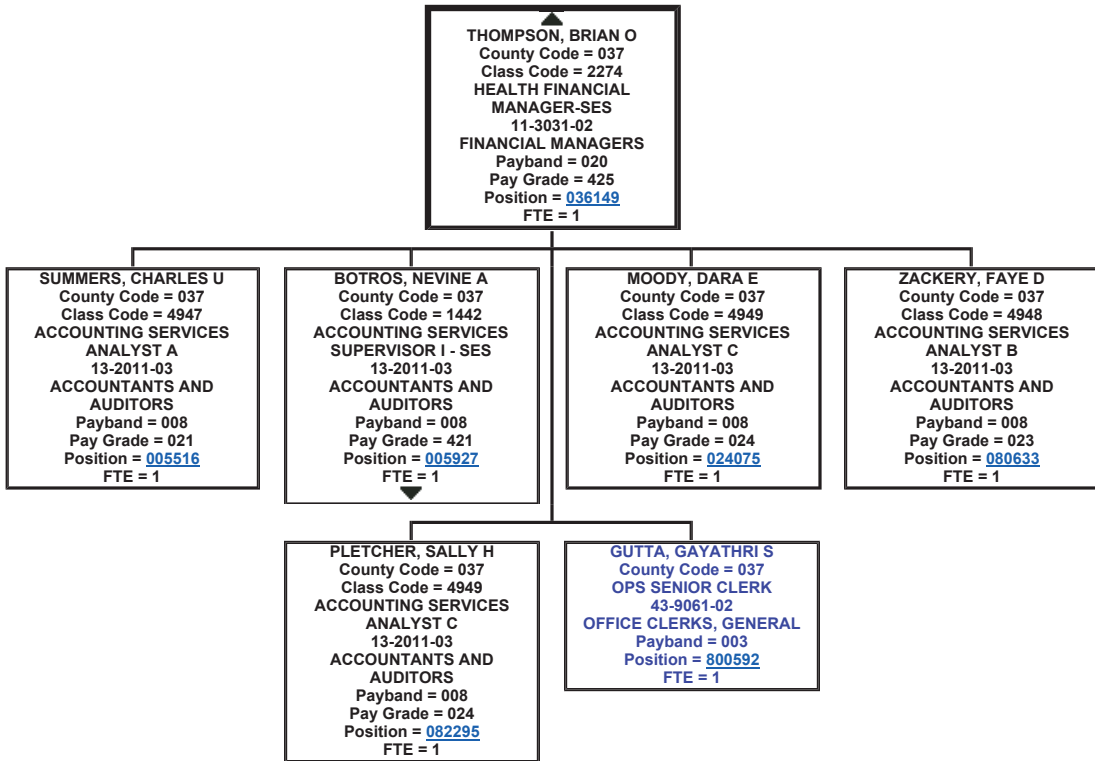 THOMPSON, BRIAN O
County Code = 037
Class Code = 2274
HEALTH FINANCIAL
MANAGER-SES
11-3031-02
FINANCIAL MANAGERS
Payband = 020
Pay Grade = 425
Position = 036149
FTE = 1
SUMMERS, CHARLES U
County Code = 037
Class Code = 4947
ACCOUNTING SERVICES
ANALYST A
13-2011-03
ACCOUNTANTS AND
AUDITORS
Payband = 008
Pay Grade = 021
Position = 005516
FTE = 1
BOTROS, NEVINE A
County Code = 037
Class Code = 1442
ACCOUNTING SERVICES
SUPERVISOR I - SES
13-2011-03
ACCOUNTANTS AND
AUDITORS
Payband = 008
Pay Grade = 421
Position = 005927
FTE = 1
MOODY, DARA E
County Code = 037
Class Code = 4949
ACCOUNTING SERVICES
ANALYST C
13-2011-03
ACCOUNTANTS AND
AUDITORS
Payband = 008
Pay Grade = 024
Position = 024075
FTE = 1
ZACKERY, FAYE D
County Code = 037
Class Code = 4948
ACCOUNTING SERVICES
ANALYST B
13-2011-03
ACCOUNTANTS AND
AUDITORS
Payband = 008
Pay Grade = 023
Position = 080633
FTE = 1
PLETCHER, SALLY H
County Code = 037
Class Code = 4949
ACCOUNTING SERVICES
ANALYST C
13-2011-03
ACCOUNTANTS AND
AUDITORS
Payband = 008
Pay Grade = 024
Position = 082295
FTE = 1
GUTTA, GAYATHRI S
County Code = 037
OPS SENIOR CLERK
43-9061-02
OFFICE CLERKS, GENERAL
Payband = 003
Position = 800592
FTE = 1